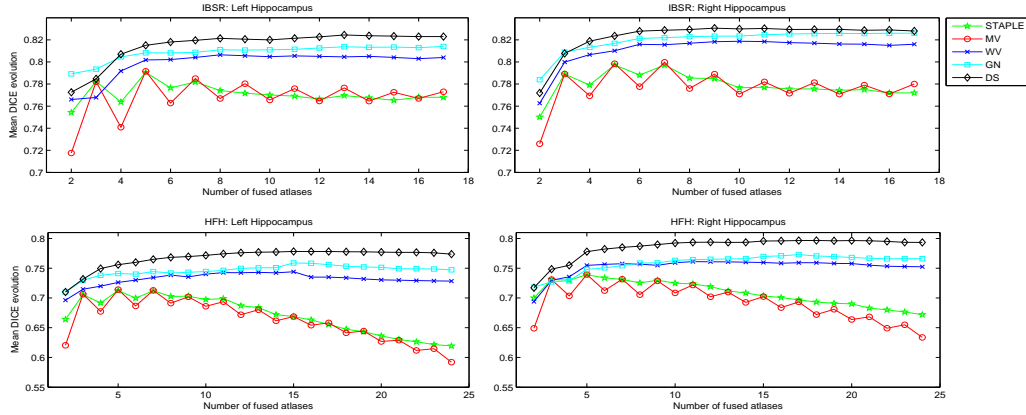 IBSR: Left Hippocampus
Mean DICE evolution
0.82
0.8
0.78
0.76
0.74
0.72
0.7
2 4 6 8 10 12 14 16 18
Number of fused atlases
IBSR: Right Hippocampus
0.82
0.8
0.78
0.76
0.74
0.72
0.7
2 4 6 8 10 12 14 16 18
Number of fused atlases
STAPLE
MV
WV
GN
DS
HFH: Left Hippocampus
Mean DICE evolution
0.8
0.75
0.7
0.65
0.6
0.55
5 10 15 20 25
Number of fused atlases
HFH: Right Hippocampus
0.8
0.75
0.7
0.65
0.6
0.55
5 10 15 20 25
Number of fused atlases